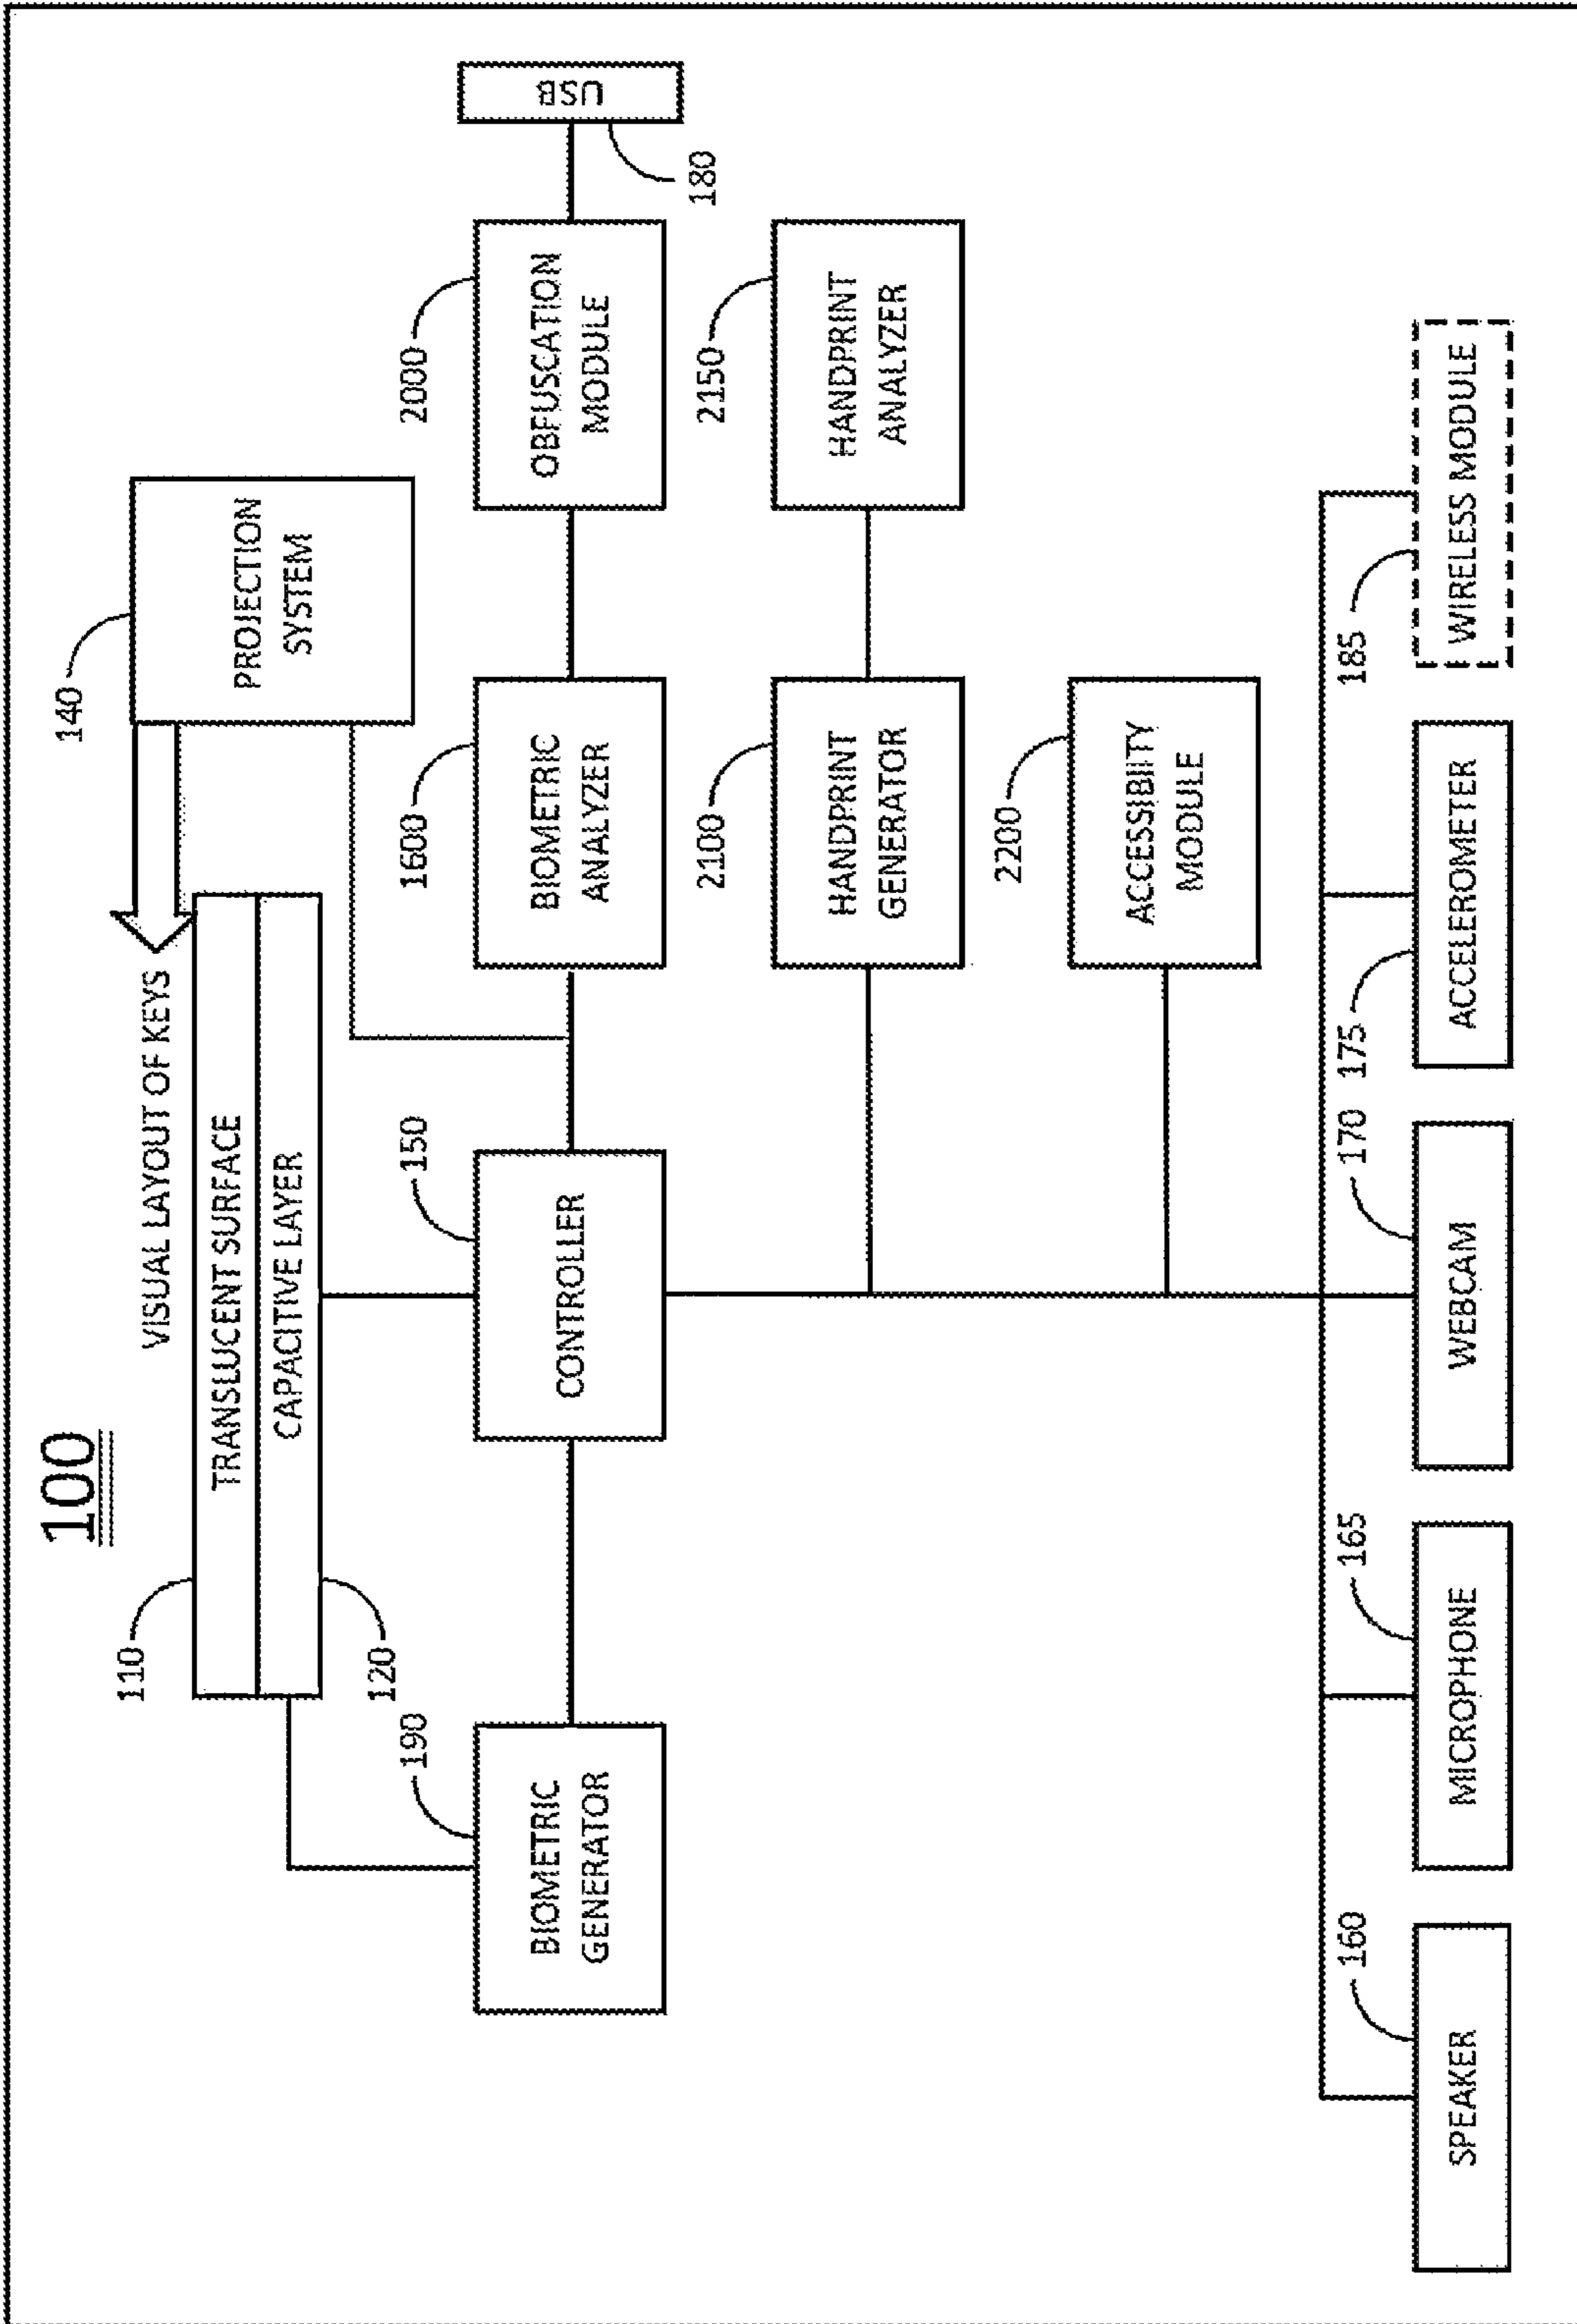 100
VISUAL LAYOUT OF KEYS
140
110
TRANSLUCENT SURFACE
CAPACITIVE LAYER
120
PROJECTION
SYSTEM
190
BIOMETRIC
GENERATOR
150
CONTROLLER
1600
BIOMETRIC
ANALYZER
2000
OBFUSCATION
MODULE
USB
180
2100
HANDPRINT
GENERATOR
2150
HANDPRINT
ANALYZER
2200
ACCESSIBILTY
MODULE
160
SPEAKER
165
MICROPHONE
170
WEBCAM
175
ACCELEROMETER
185
WIRELESS MODULE